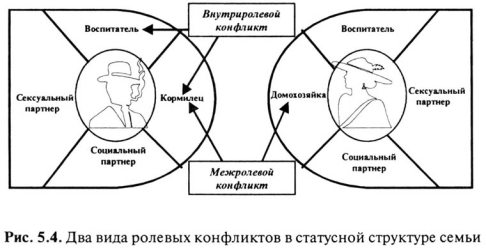 Внутриролевой
конфликт
Воспитатель
Воспитатель
Сексуальный
партнер
Кормилец
Домохозяйка
Сексуальный
партнер
Социальный
партнер
Социальный
партнер
Межролевой
конфликт
Рис. 5.4. Два вида ролевых конфликтов в статусной структуре семьи